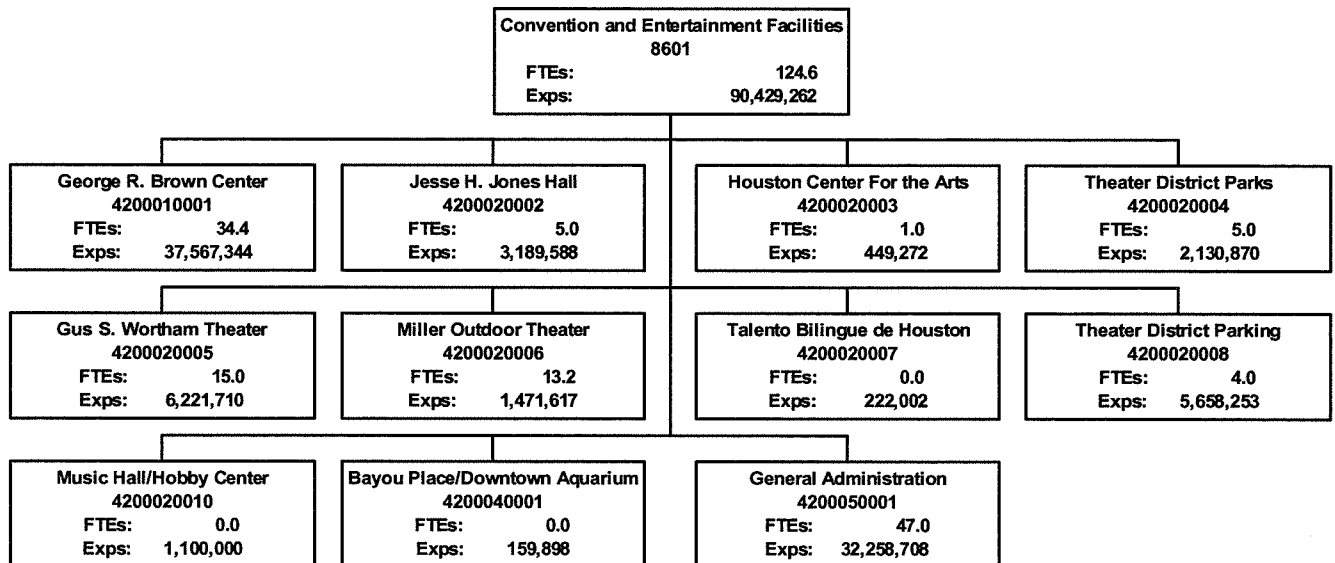 Convention and Entertainment Facilities
8601
FTEs: 124.6
Exps: 90,429,262
George R. Brown Center
4200010001
FTEs: 34.4
Exps: 37,567,344
Jesse H. Jones Hall
4200020002
FTEs: 5.0
Exps: 3,189,588
Houston Center For the Arts
4200020003
FTEs: 1.0
Exps: 449,272
Theater District Parks
4200020004
FTEs: 5.0
Exps: 2,130,870
Gus S. Wortham Theater
4200020005
FTEs: 15.0
Exps: 6,221,710
Miller Outdoor Theater
4200020006
FTEs: 13.2
Exps: 1,471,617
Talento Bilingue de Houston
4200020007
FTEs: 0.0
Exps: 222,002
Theater District Parking
4200020008
FTEs: 4.0
Exps: 5,658,253
Music Hall/Hobby Center
4200020010
FTEs: 0.0
Exps: 1,100,000
Bayou Place/Downtown Aquarium
4200040001
FTEs: 0.0
Exps: 159,898
General Administration
4200050001
FTEs: 47.0
Exps: 32,258,708